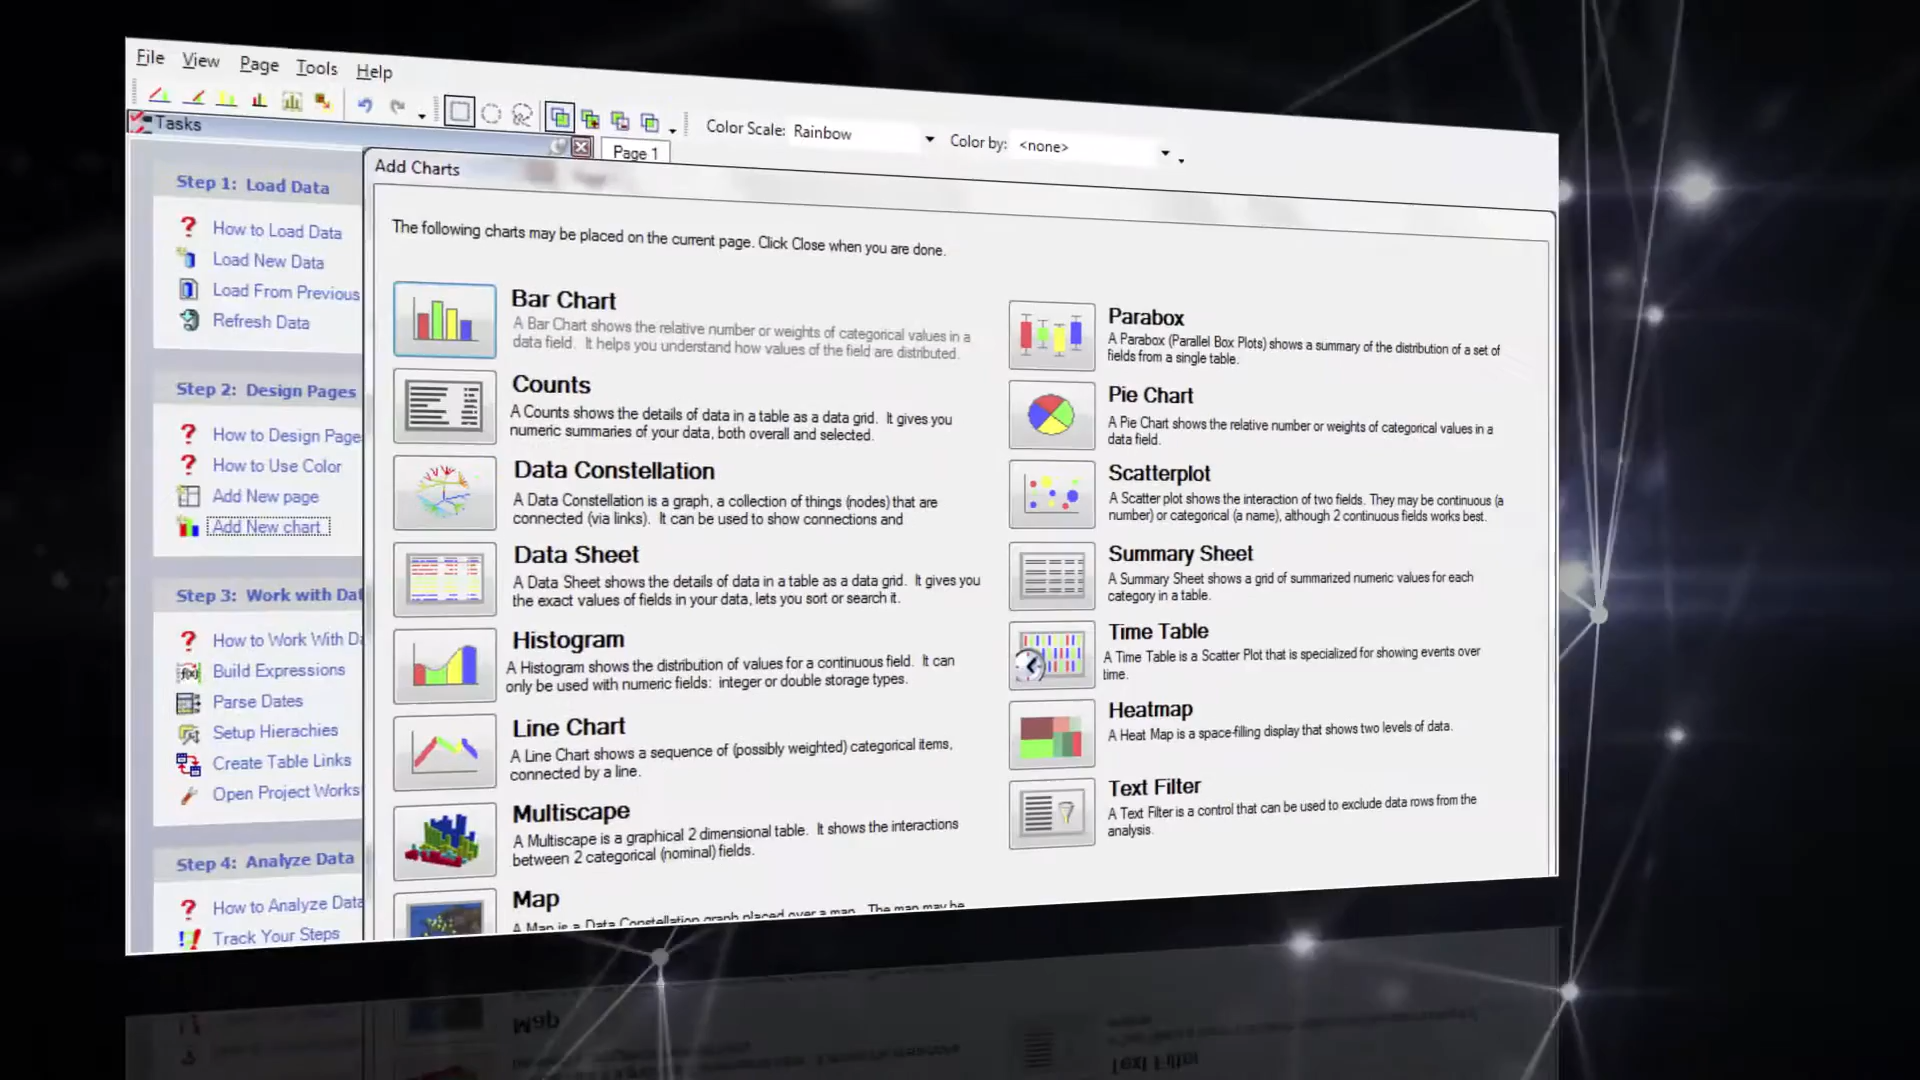 File View Page Tools Help
Color Scale: Rainbow
Color by: <none>
Tasks
Page 1
Step 1: Load Data
How to Load Data
Load New Data
Load From Previous
Refresh Data
Step 2: Design Pages
How to Design Page
How to Use Color
Add New page
Add New chart
Step 3: Work with Dat
How to Work With Da
Build Expressions
Parse Dates
Setup Hierachies
Create Table Links
Open Project Works
Step 4: Analyze Data
How to Analyze Data
Track Your Steps
Add Charts
The following charts may be placed on the current page. Click Close when you are done.
Bar Chart
A Bar Chart shows the relative number or weights of categorical values in a
data field. It helps you understand how values of the field are distributed.
Counts
A Counts shows the details of data in a table as a data grid. It gives you
numeric summaries of your data, both overall and selected.
Data Constellation
A Data Constellation is a graph, a collection of things (nodes) that are
connected (via links). It can be used to show connections and
Data Sheet
A Data Sheet shows the details of data in a table as a data grid. It gives you
the exact values of fields in your data, lets you sort or search it.
Histogram
A Histogram shows the distribution of values for a continuous field. It can
only be used with numeric fields: integer or double storage types.
Line Chart
A Line Chart shows a sequence of (possibly weighted) categorical items,
connected by a line.
Multiscape
A Multiscape is a graphical 2 dimensional table. It shows the interactions
between 2 categorical (nominal) fields.
Map
A Map is a Data Constellation graph placed over a map. The map may be
Parabox
A Parabox (Parallel Box Plots) shows a summary of the distribution of a set of
fields from a single table.
Pie Chart
A Pie Chart shows the relative number or weights of categorical values in a
data field.
Scatterplot
A Scatter plot shows the interaction of two fields. They may be continuous (a
number) or categorical (a name), although 2 continuous fields works best.
Summary Sheet
A Summary Sheet shows a grid of summarized numeric values for each
category in a table.
Time Table
A Time Table is a Scatter Plot that is specialized for showing events over
time.
Heatmap
A Heat Map is a space-filling display that shows two levels of data.
Text Filter
A Text Filter is a control that can be used to exclude data rows from the
analysis.